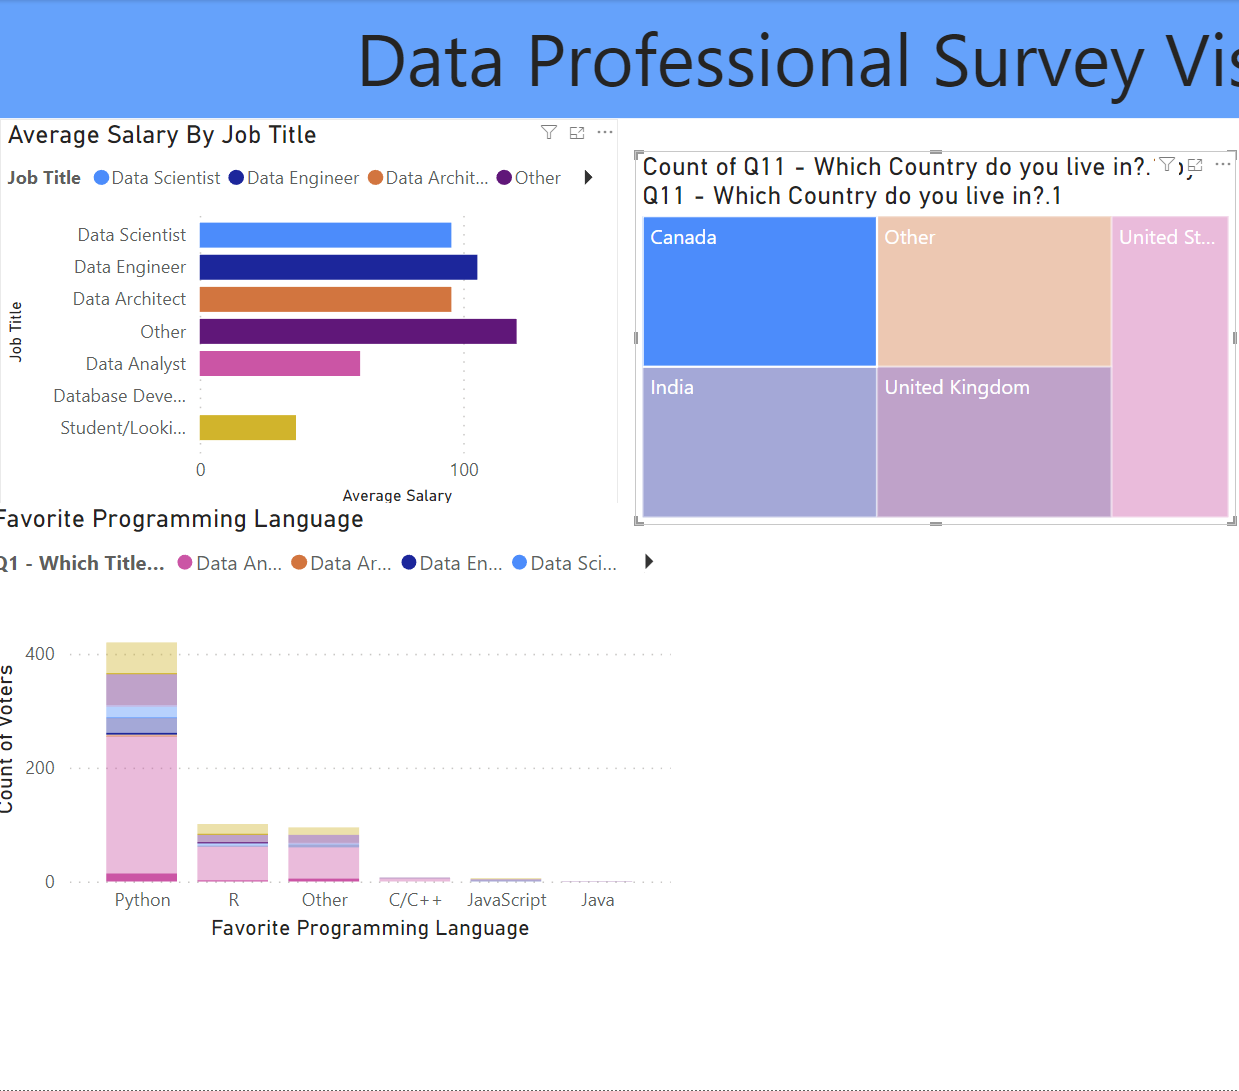 Data Professional Survey Vis
Average Salary By Job Title
Job Title Data Scientist Data Engineer Data Archit... Other
Job Title
Data Scientist
Data Engineer
Data Architect
Other
Data Analyst
Database Deve...
Student/Looki...
0 100
Average Salary
Count of Q11 - Which Country do you live in?.
Q11 - Which Country do you live in?.1
Canada
Other
United St...
India
United Kingdom
Favorite Programming Language
Q1 - Which Title... Data An... Data Ar... Data En... Data Sci...
Count of Voters
400
200
0
Python R Other C/C++ JavaScript Java
Favorite Programming Language